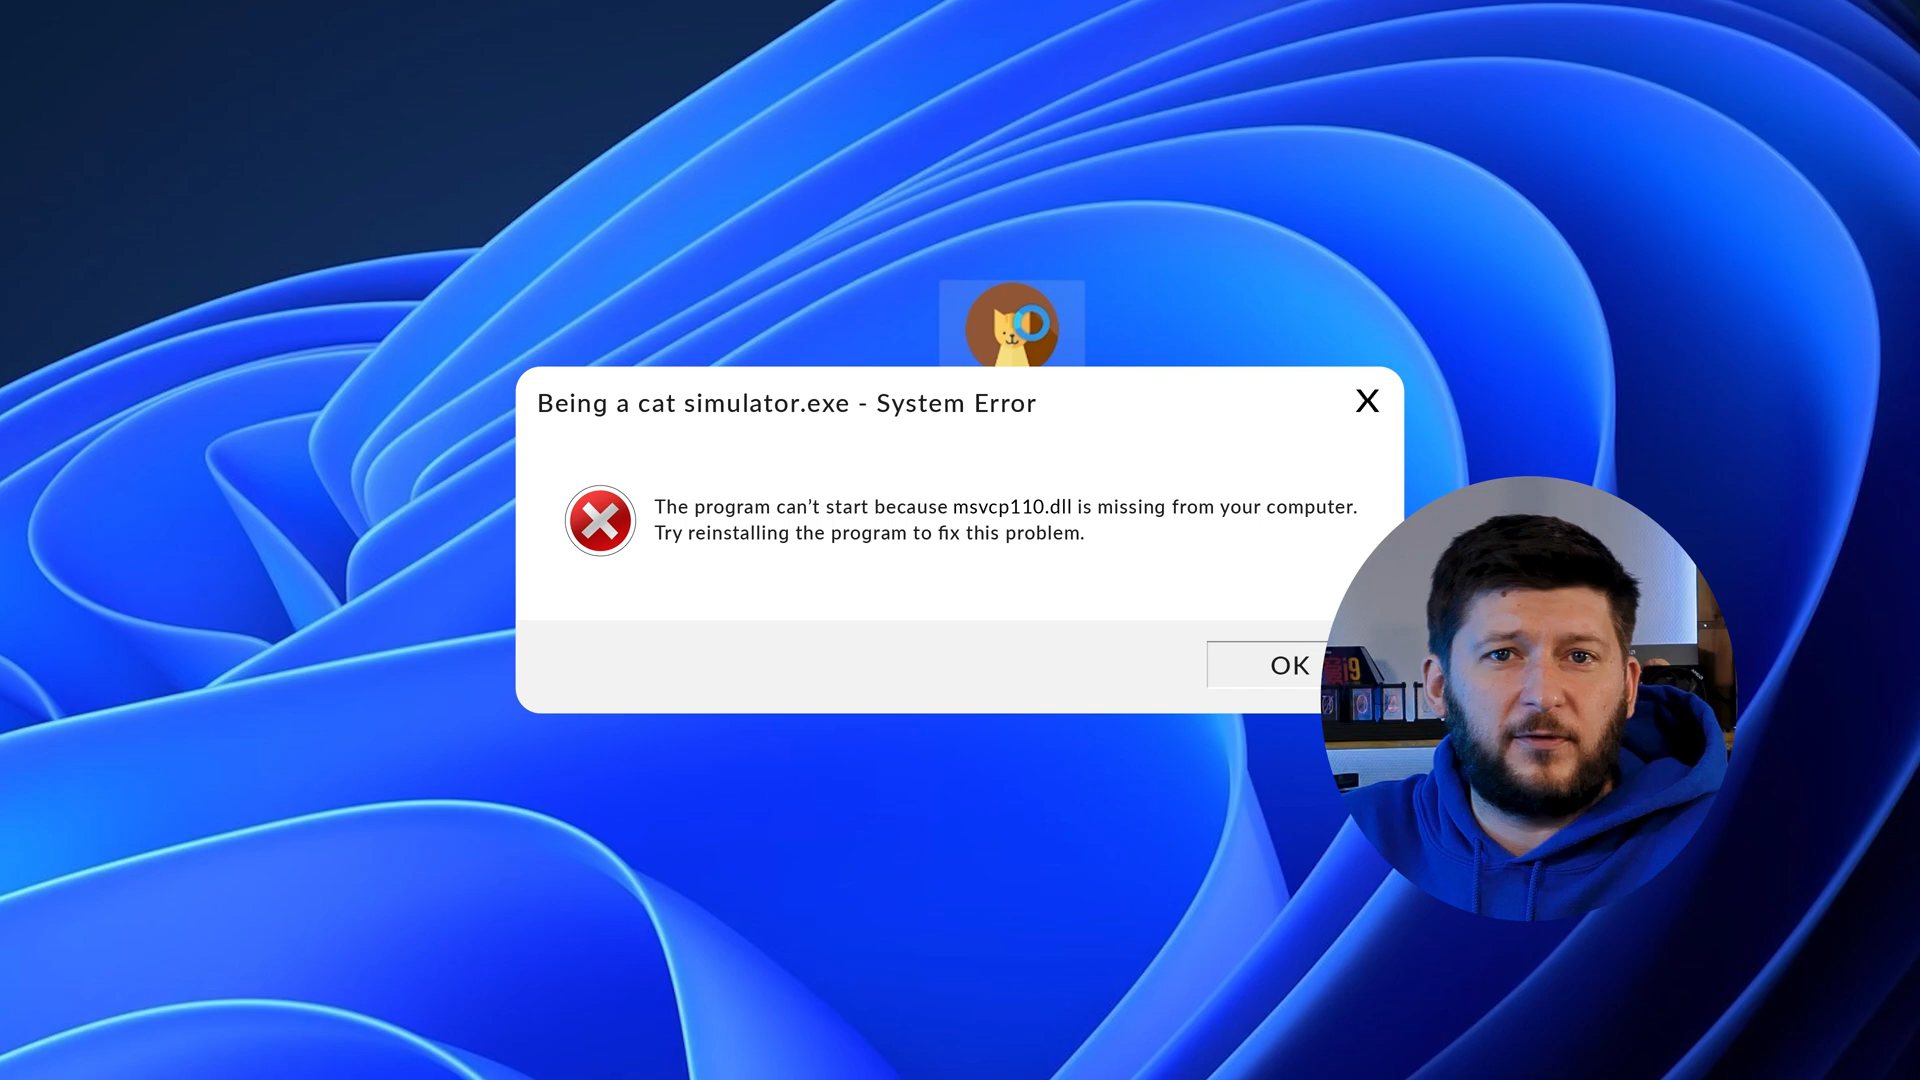 Being a cat simulator.exe - System Error
X
The program can’t start because msvcp110.dll is missing from your computer.
Try reinstalling the program to fix this problem.
OK
i9